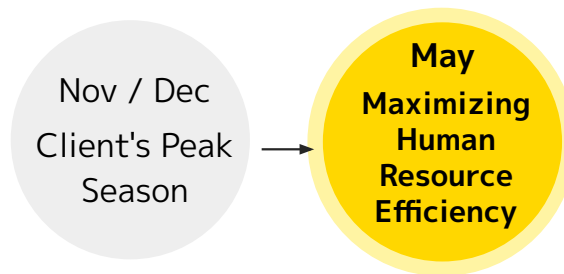 Nov / Dec
Client's Peak
Season
May
Maximizing
Human
Resource
Efficiency